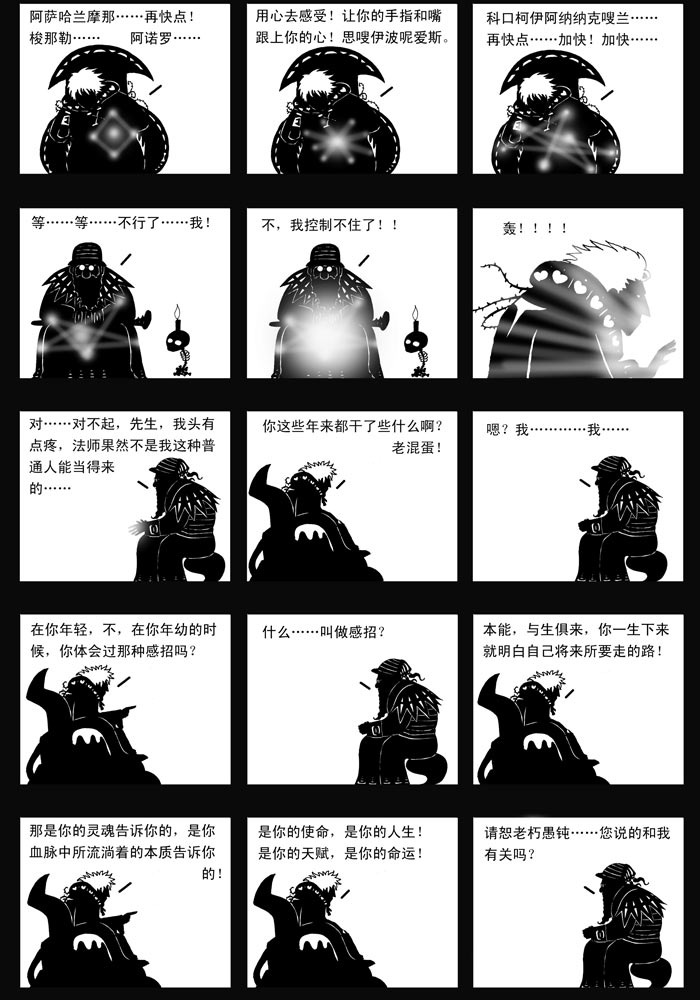 阿萨哈兰摩那……再快点！
梭那勒……　　阿诺罗……
用心去感受！让你的手指和嘴
跟上你的心！思嗖伊波呢爱斯。
科口柯伊阿纳纳克嗖兰……
再快点……加快！加快……
等……等……不行了……我！
不，我控制不住了！！
轰！！！！
对……对不起，先生，我头有
点疼，法师果然不是我这种普
通人能当得来
的……
你这些年来都干了些什么啊？
老混蛋！
嗯？我…………我……
在你年轻，不，在你年幼的时
候，你体会过那种感招吗？
什么……叫做感招？
本能，与生俱来，你一生下来
就明白自己将来所要走的路！
那是你的灵魂告诉你的，是你
血脉中所流淌着的本质告诉你
的！
是你的使命，是你的人生！
是你的天赋，是你的命运！
请恕老朽愚钝……您说的和我
有关吗？